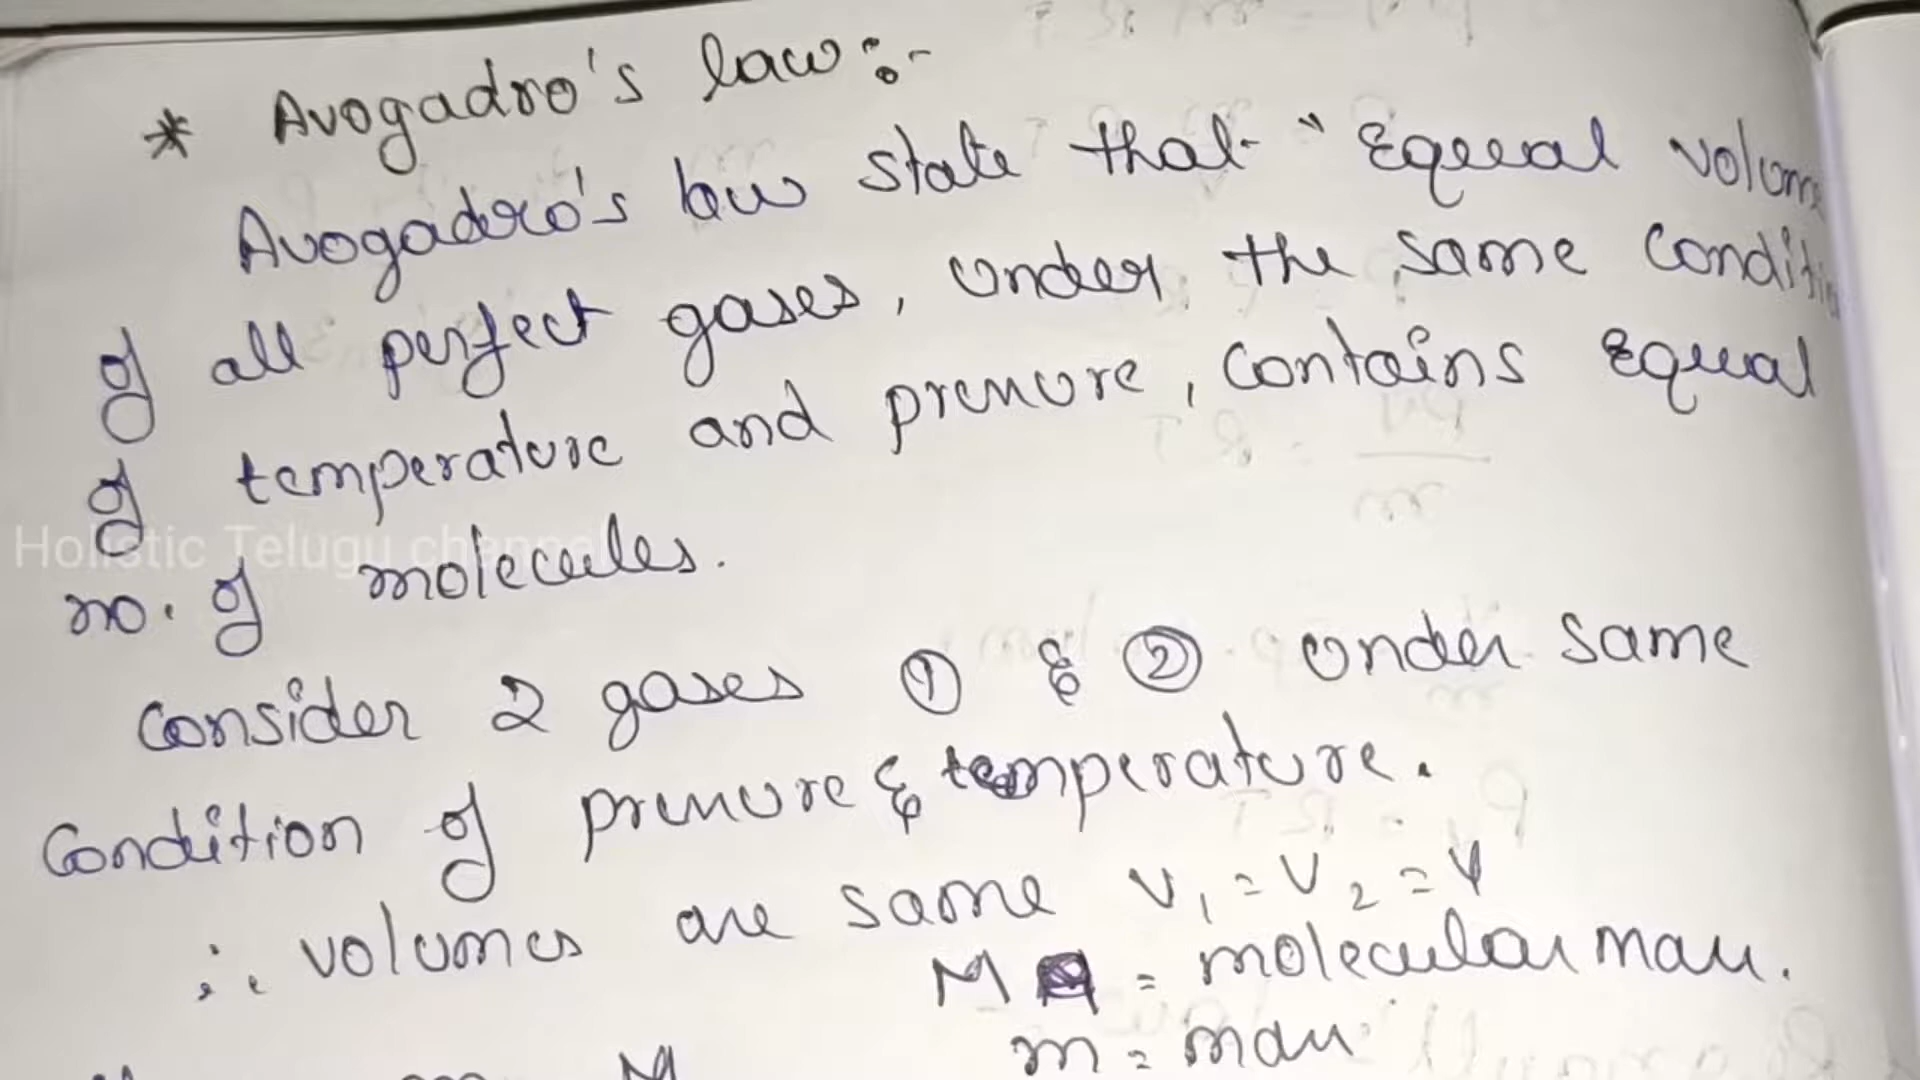 * Avogadro's law :-
Avogadro's law state that "Equal volume
of all perfect gases, under the same conditi
of temperature and pressure, contains equal
no. of molecules.
Holistic Telugu channel
Consider 2 gases ① & ② under same
Condition of pressure & temperature.
∴ volumes are same V₁ = V₂ = V
M = molecular mass.
m = mass